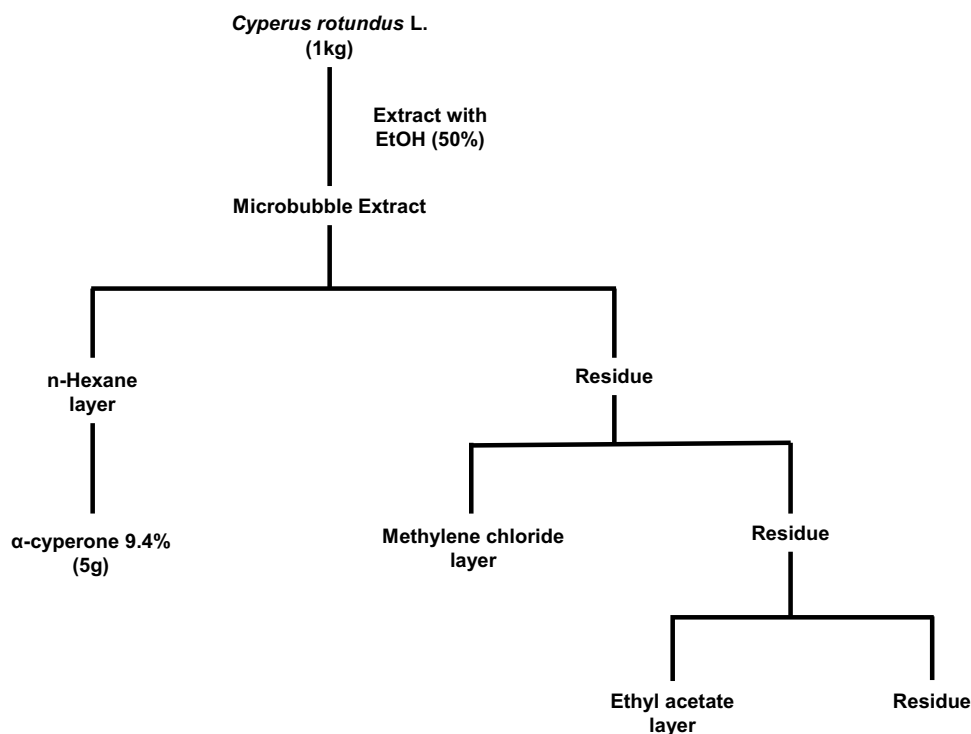 Cyperus rotundus L.
(1kg)
Extract with
EtOH (50%)
Microbubble Extract
n-Hexane
layer
Residue
α-cyperone 9.4%
(5g)
Methylene chloride
layer
Residue
Ethyl acetate
layer
Residue